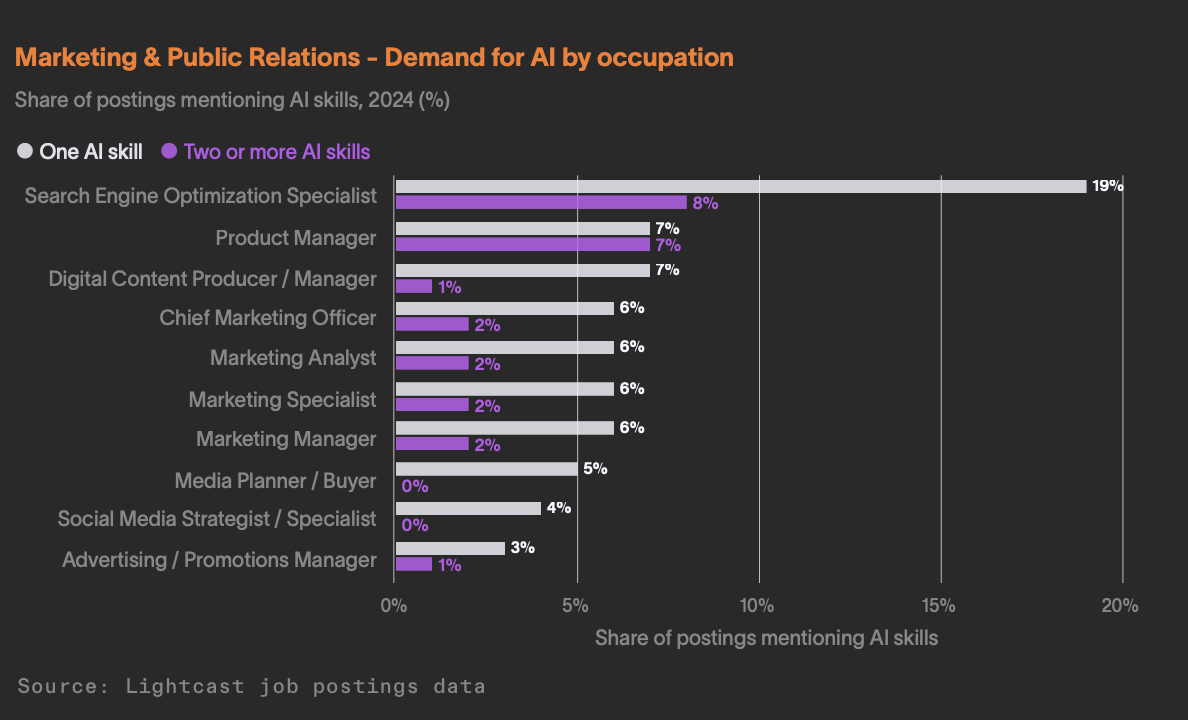 Marketing & Public Relations - Demand for AI by occupation
Share of postings mentioning AI skills, 2024 (%)
One AI skill Two or more AI skills
Search Engine Optimization Specialist 19%
8%
Product Manager 7%
7%
Digital Content Producer / Manager 7%
1%
Chief Marketing Officer 6%
2%
Marketing Analyst 6%
2%
Marketing Specialist 6%
2%
Marketing Manager 6%
2%
Media Planner / Buyer 5%
0%
Social Media Strategist / Specialist 4%
0%
Advertising / Promotions Manager 3%
1%
0% 5% 10% 15% 20%
Share of postings mentioning AI skills
Source: Lightcast job postings data